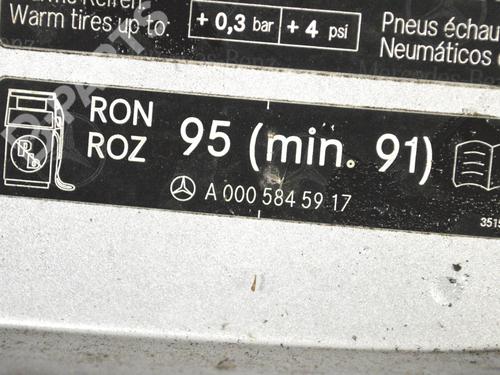 Warm tires up to:
+ 0,3 bar + 4 psi
Pneus échau
Neumáticos
RON
ROZ
95 (min. 91)
A 000 584 59 17
3515